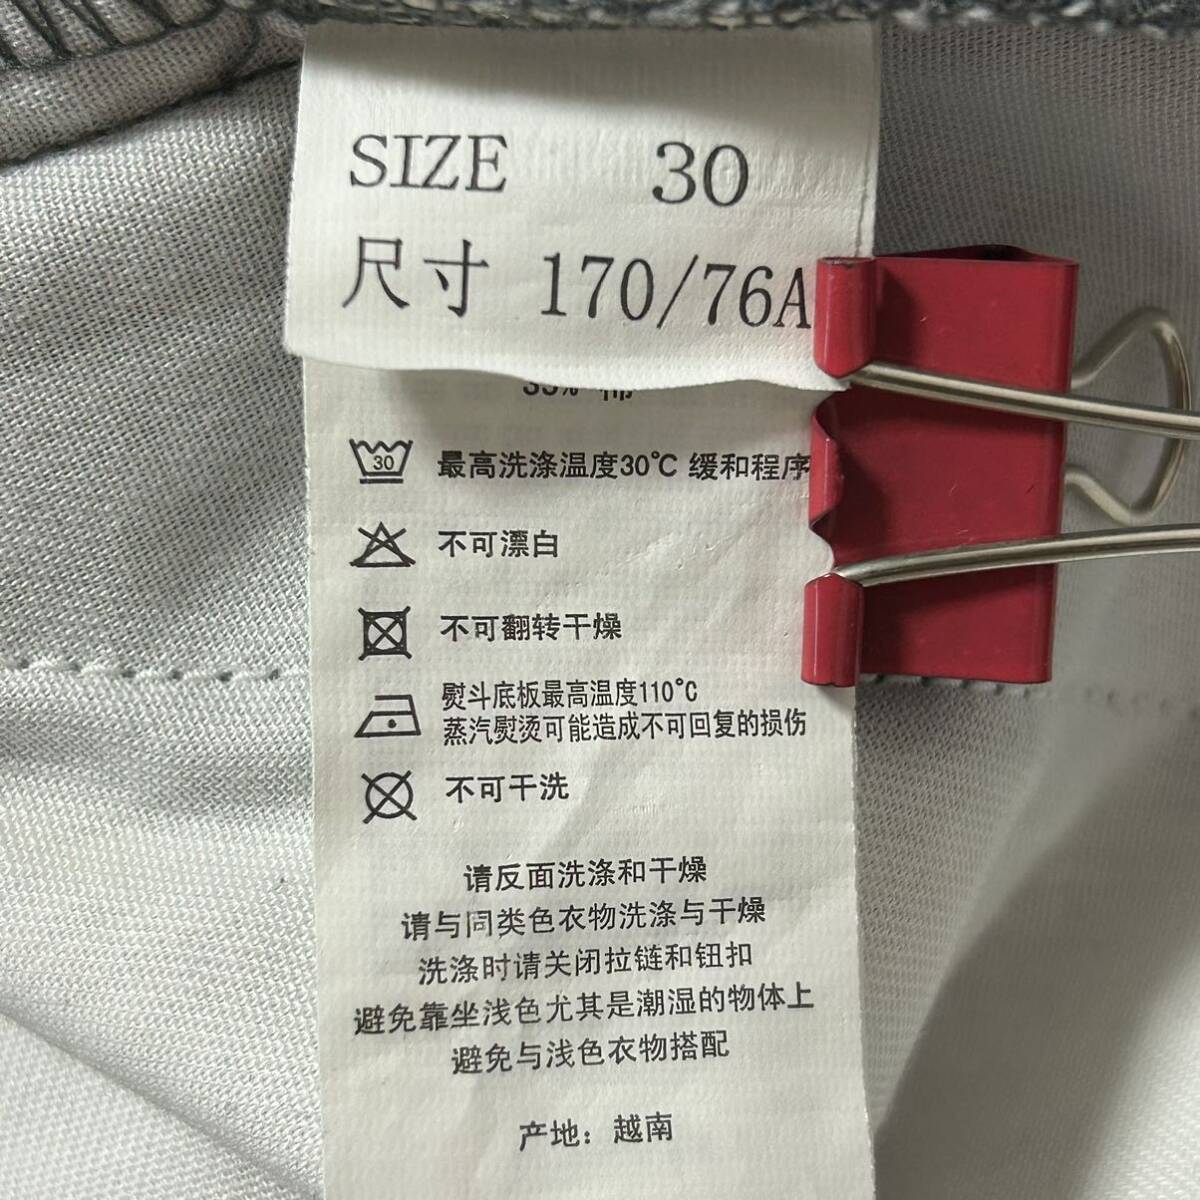 SIZE 30
尺寸 170/76A
30
最高洗涤温度30℃ 缓和程序
不可漂白
不可翻转干燥
熨斗底板最高温度110℃
蒸汽熨烫可能造成不可回复的损伤
不可干洗
请反面洗涤和干燥
请与同类色衣物洗涤与干燥
洗涤时请关闭拉链和钮扣
避免靠坐浅色尤其是潮湿的物体上
避免与浅色衣物搭配
产地：越南